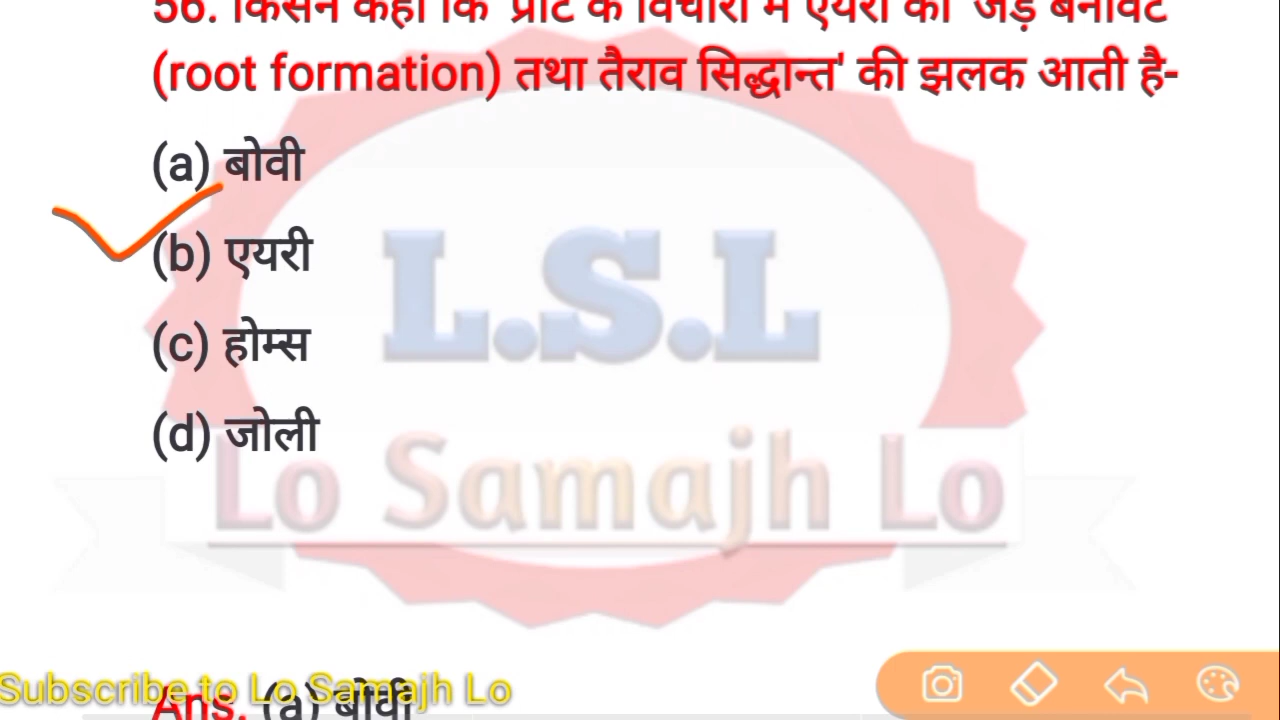 56. किसने कहा कि 'प्राट के विचारों में एयरी की 'जड़ बनावट
(root formation) तथा तैराव सिद्धान्त' की झलक आती है-
(a) बोवी
(b) एयरी
(c) होम्स
(d) जोली
L.S.L
Lo Samajh Lo
Subscribe to Lo Samajh Lo
Ans. (a) बोवी